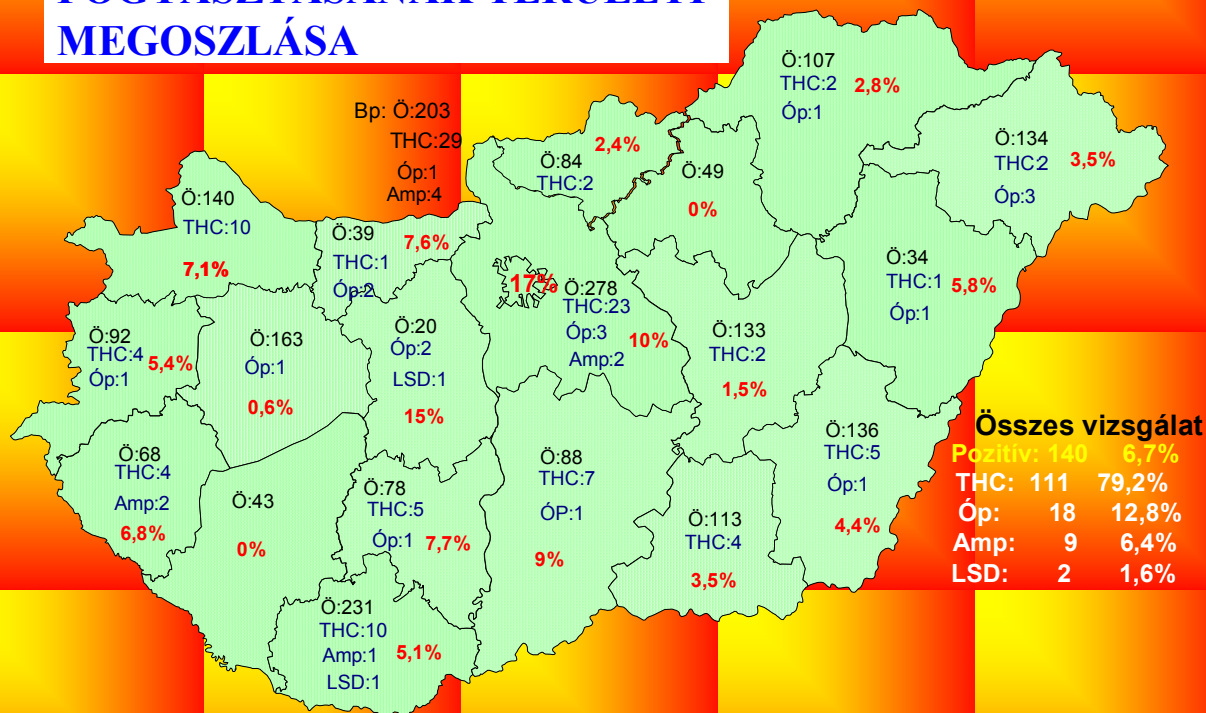 FOGYASZTÁSÁNAK TERÜLETI
MEGOSZLÁSA
Ö:107
THC:2 2,8%
Óp:1
Bp: Ö:203
THC:29
Óp:1
Amp:4
2,4%
Ö:84
THC:2
Ö:49
0%
Ö:134
THC2 3,5%
Óp:3
Ö:140
THC:10
7,1%
Ö:39 7,6%
THC:1
Óp:2
17% Ö:278
THC:23
Óp:3 10%
Amp:2
Ö:34
THC:1 5,8%
Óp:1
Ö:92
THC:4 5,4%
Óp:1
Ö:163
Óp:1
0,6%
Ö:20
Óp:2
LSD:1
15%
Ö:133
THC:2
1,5%
Ö:136
THC:5
Óp:1
4,4%
Ö:68
THC:4
Amp:2
6,8%
Ö:43
0%
Ö:78
THC:5
Óp:1 7,7%
Ö:88
THC:7
ÓP:1
9%
Ö:113
THC:4
3,5%
Ö:231
THC:10
Amp:1 5,1%
LSD:1
Összes vizsgálat
Pozitív: 140 6,7%
THC: 111 79,2%
Óp: 18 12,8%
Amp: 9 6,4%
LSD: 2 1,6%